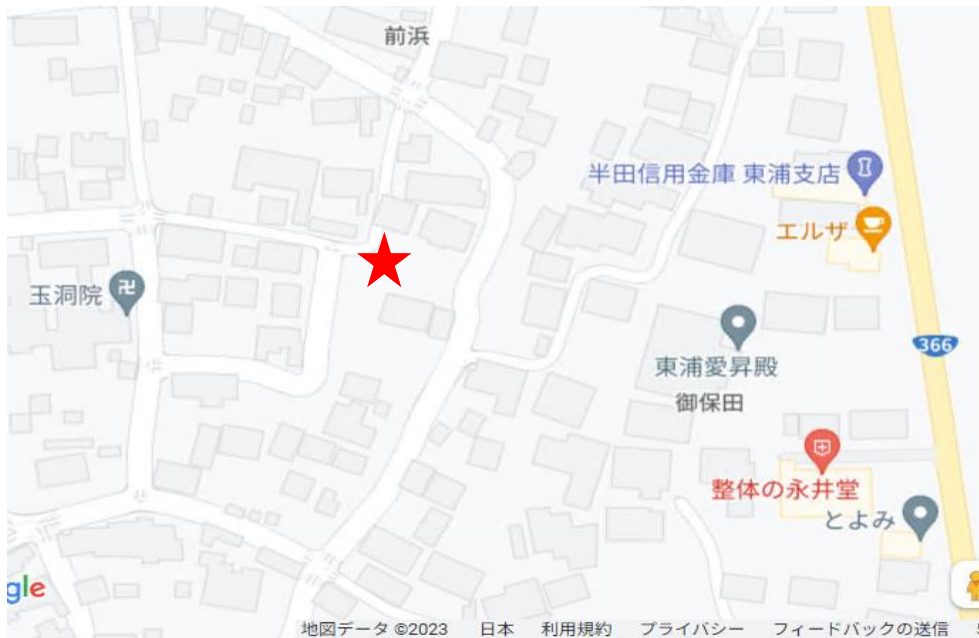 前浜
半田信用金庫 東浦支店
エルザ
玉洞院
366
東浦愛昇殿
御保田
整体の永井堂
とよみ
gle
地図データ ©2023 日本 利用規約 プライバシー フィードバックの送信